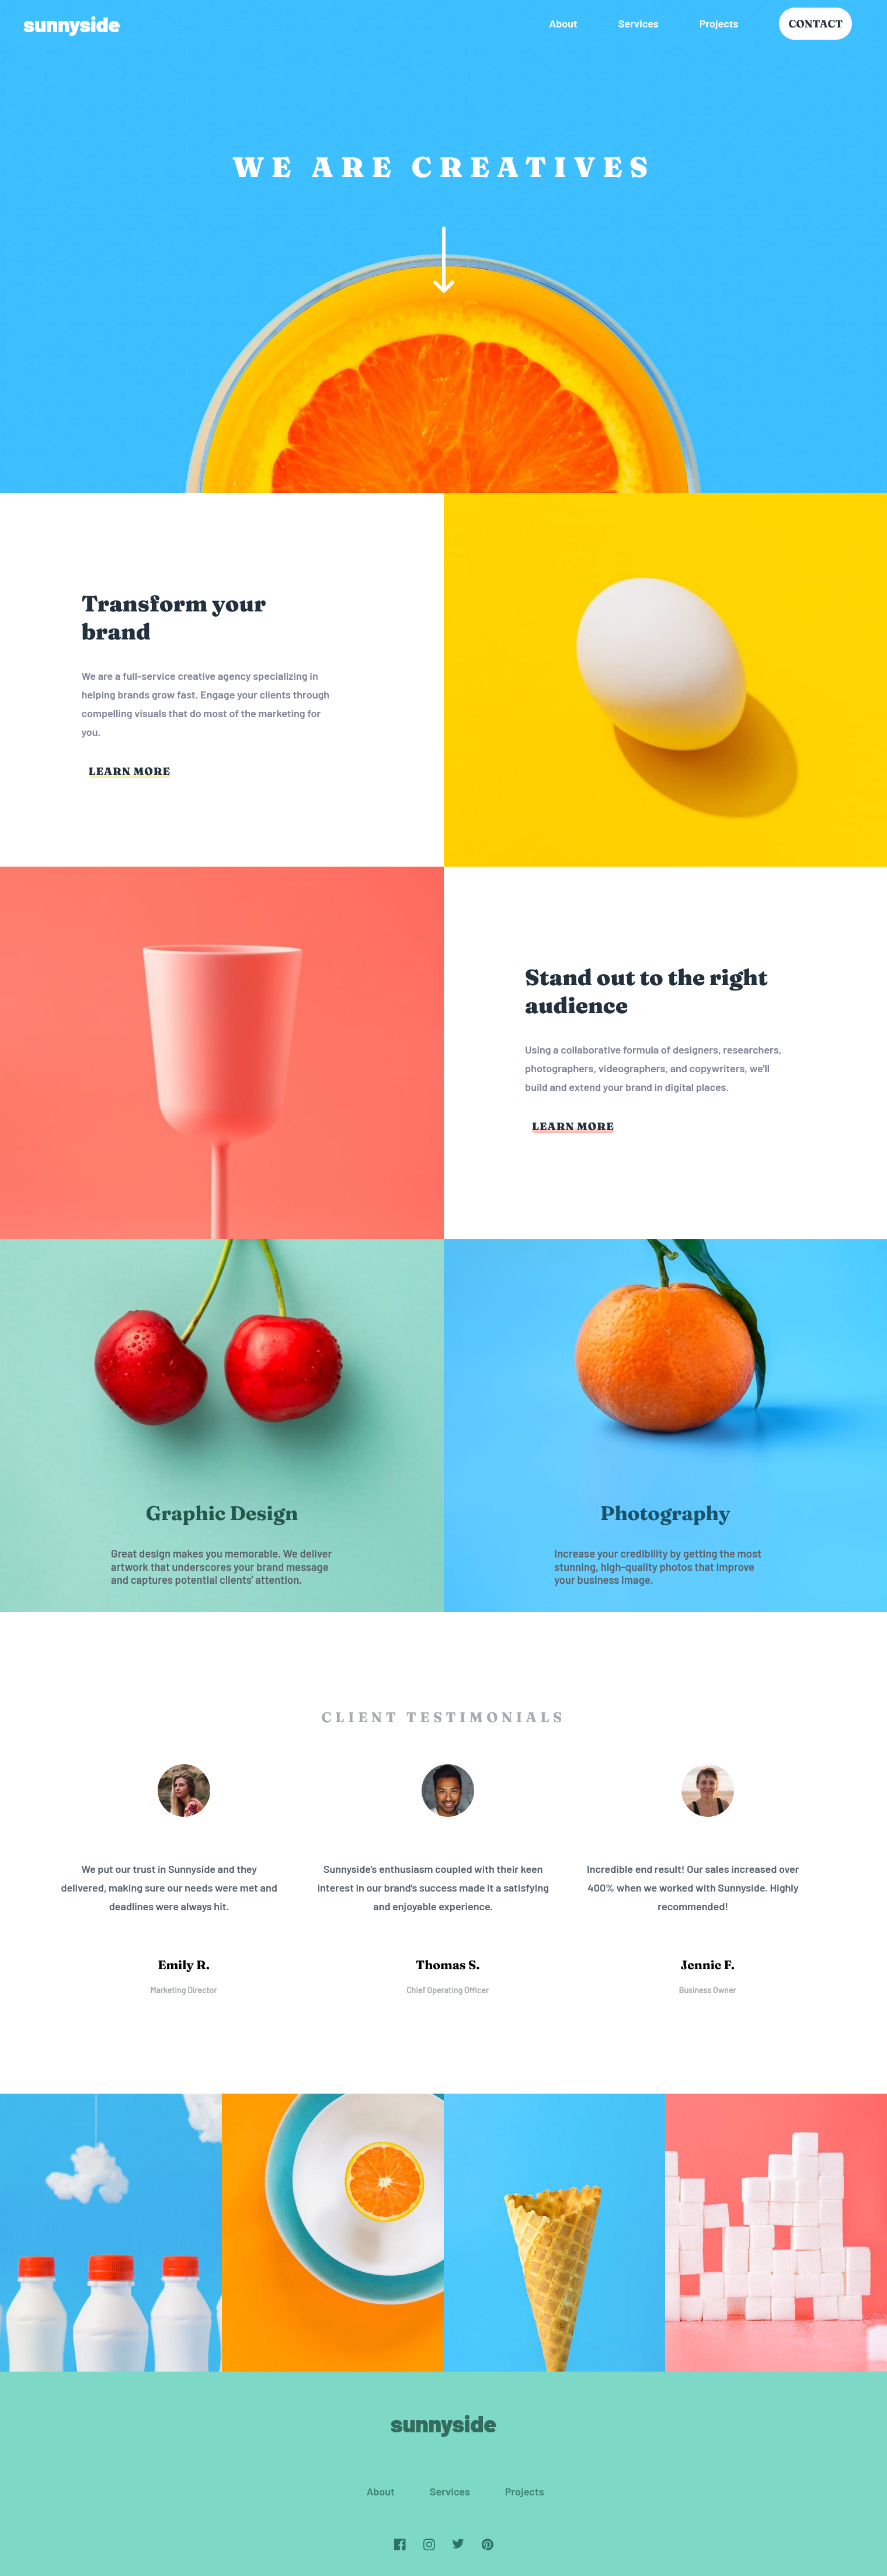 sunnyside
About Services Projects CONTACT
WE ARE CREATIVES
Transform your
brand
We are a full-service creative agency specializing in
helping brands grow fast. Engage your clients through
compelling visuals that do most of the marketing for
you.
LEARN MORE
Stand out to the right
audience
Using a collaborative formula of designers, researchers,
photographers, videographers, and copywriters, we'll
build and extend your brand in digital places.
LEARN MORE
Graphic Design
Great design makes you memorable. We deliver
artwork that underscores your brand message
and captures potential clients' attention.
Photography
Increase your credibility by getting the most
stunning, high-quality photos that improve
your business image.
CLIENT TESTIMONIALS
We put our trust in Sunnyside and they
delivered, making sure our needs were met and
deadlines were always hit.
Emily R.
Marketing Director
Sunnyside's enthusiasm coupled with their keen
interest in our brand's success made it a satisfying
and enjoyable experience.
Thomas S.
Chief Operating Officer
Incredible end result! Our sales increased over
400% when we worked with Sunnyside. Highly
recommended!
Jennie F.
Business Owner
sunnyside
About Services Projects